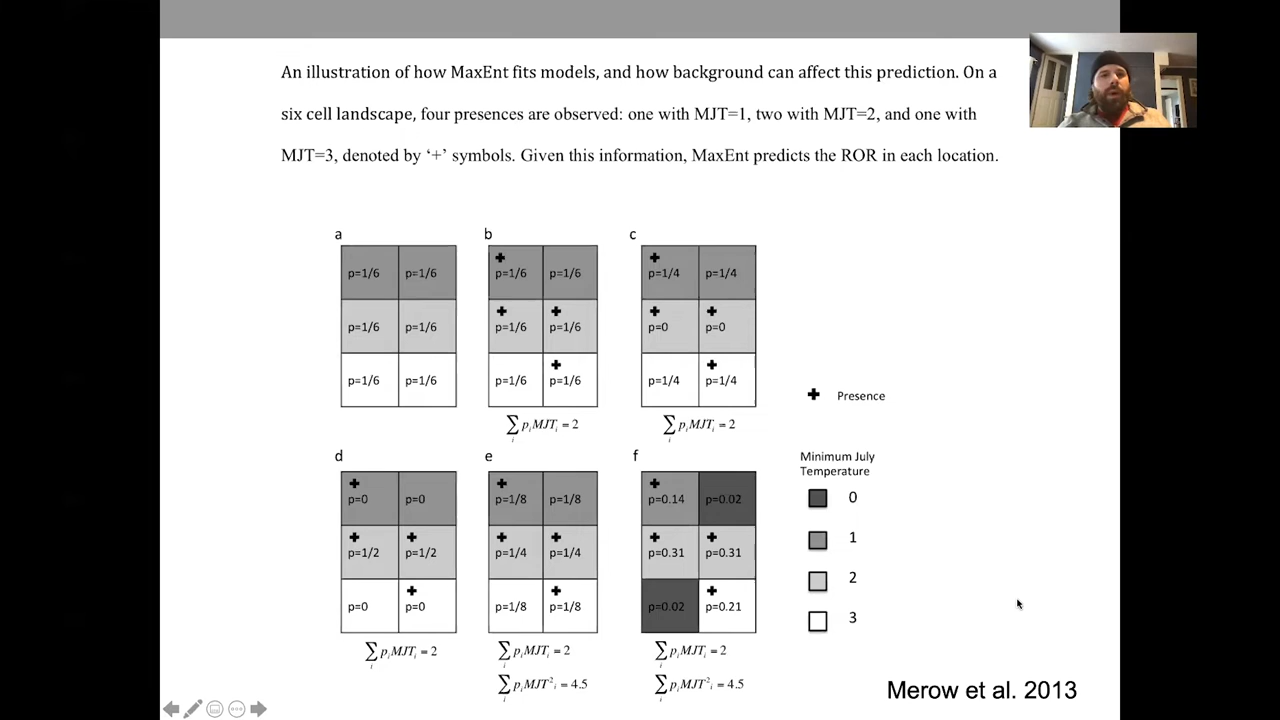 An illustration of how MaxEnt fits models, and how background can affect this prediction. On a
six cell landscape, four presences are observed: one with MJT=1, two with MJT=2, and one with
MJT=3, denoted by ‘+’ symbols. Given this information, MaxEnt predicts the ROR in each location.
a b c
p=1/6 p=1/6 p=1/6 p=1/6 p=1/4 p=1/4
p=1/6 p=1/6 p=1/6 p=1/6 p=0 p=0
p=1/6 p=1/6 p=1/6 p=1/6 p=1/4 p=1/4
∑ᵢ pᵢMJTᵢ = 2 ∑ᵢ pᵢMJTᵢ = 2
+ Presence
d e f
p=0 p=0 p=1/8 p=1/8 p=0.14 p=0.02
p=1/2 p=1/2 p=1/4 p=1/4 p=0.31 p=0.31
p=0 p=0 p=1/8 p=1/8 p=0.02 p=0.21
∑ᵢ pᵢMJTᵢ = 2 ∑ᵢ pᵢMJTᵢ = 2 ∑ᵢ pᵢMJTᵢ = 2
∑ᵢ pᵢMJT²ᵢ = 4.5 ∑ᵢ pᵢMJT²ᵢ = 4.5
Minimum July
Temperature
0
1
2
3
Merow et al. 2013